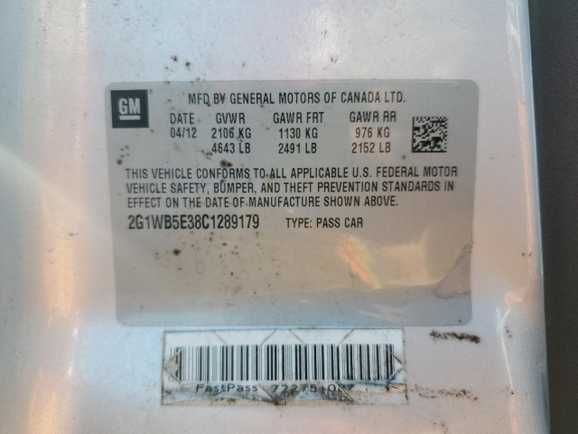 GM
MFD BY GENERAL MOTORS OF CANADA LTD.
DATE GVWR GAWR FRT GAWR RR
04/12 2106 KG 1130 KG 976 KG
4643 LB 2491 LB 2152 LB
THIS VEHICLE CONFORMS TO ALL APPLICABLE U.S. FEDERAL MOTOR
VEHICLE SAFETY, BUMPER, AND THEFT PREVENTION STANDARDS IN
EFFECT ON THE DATE OF MANUFACTURE SHOWN ABOVE.
2G1WB5E38C1289179 TYPE: PASS CAR
FastPass